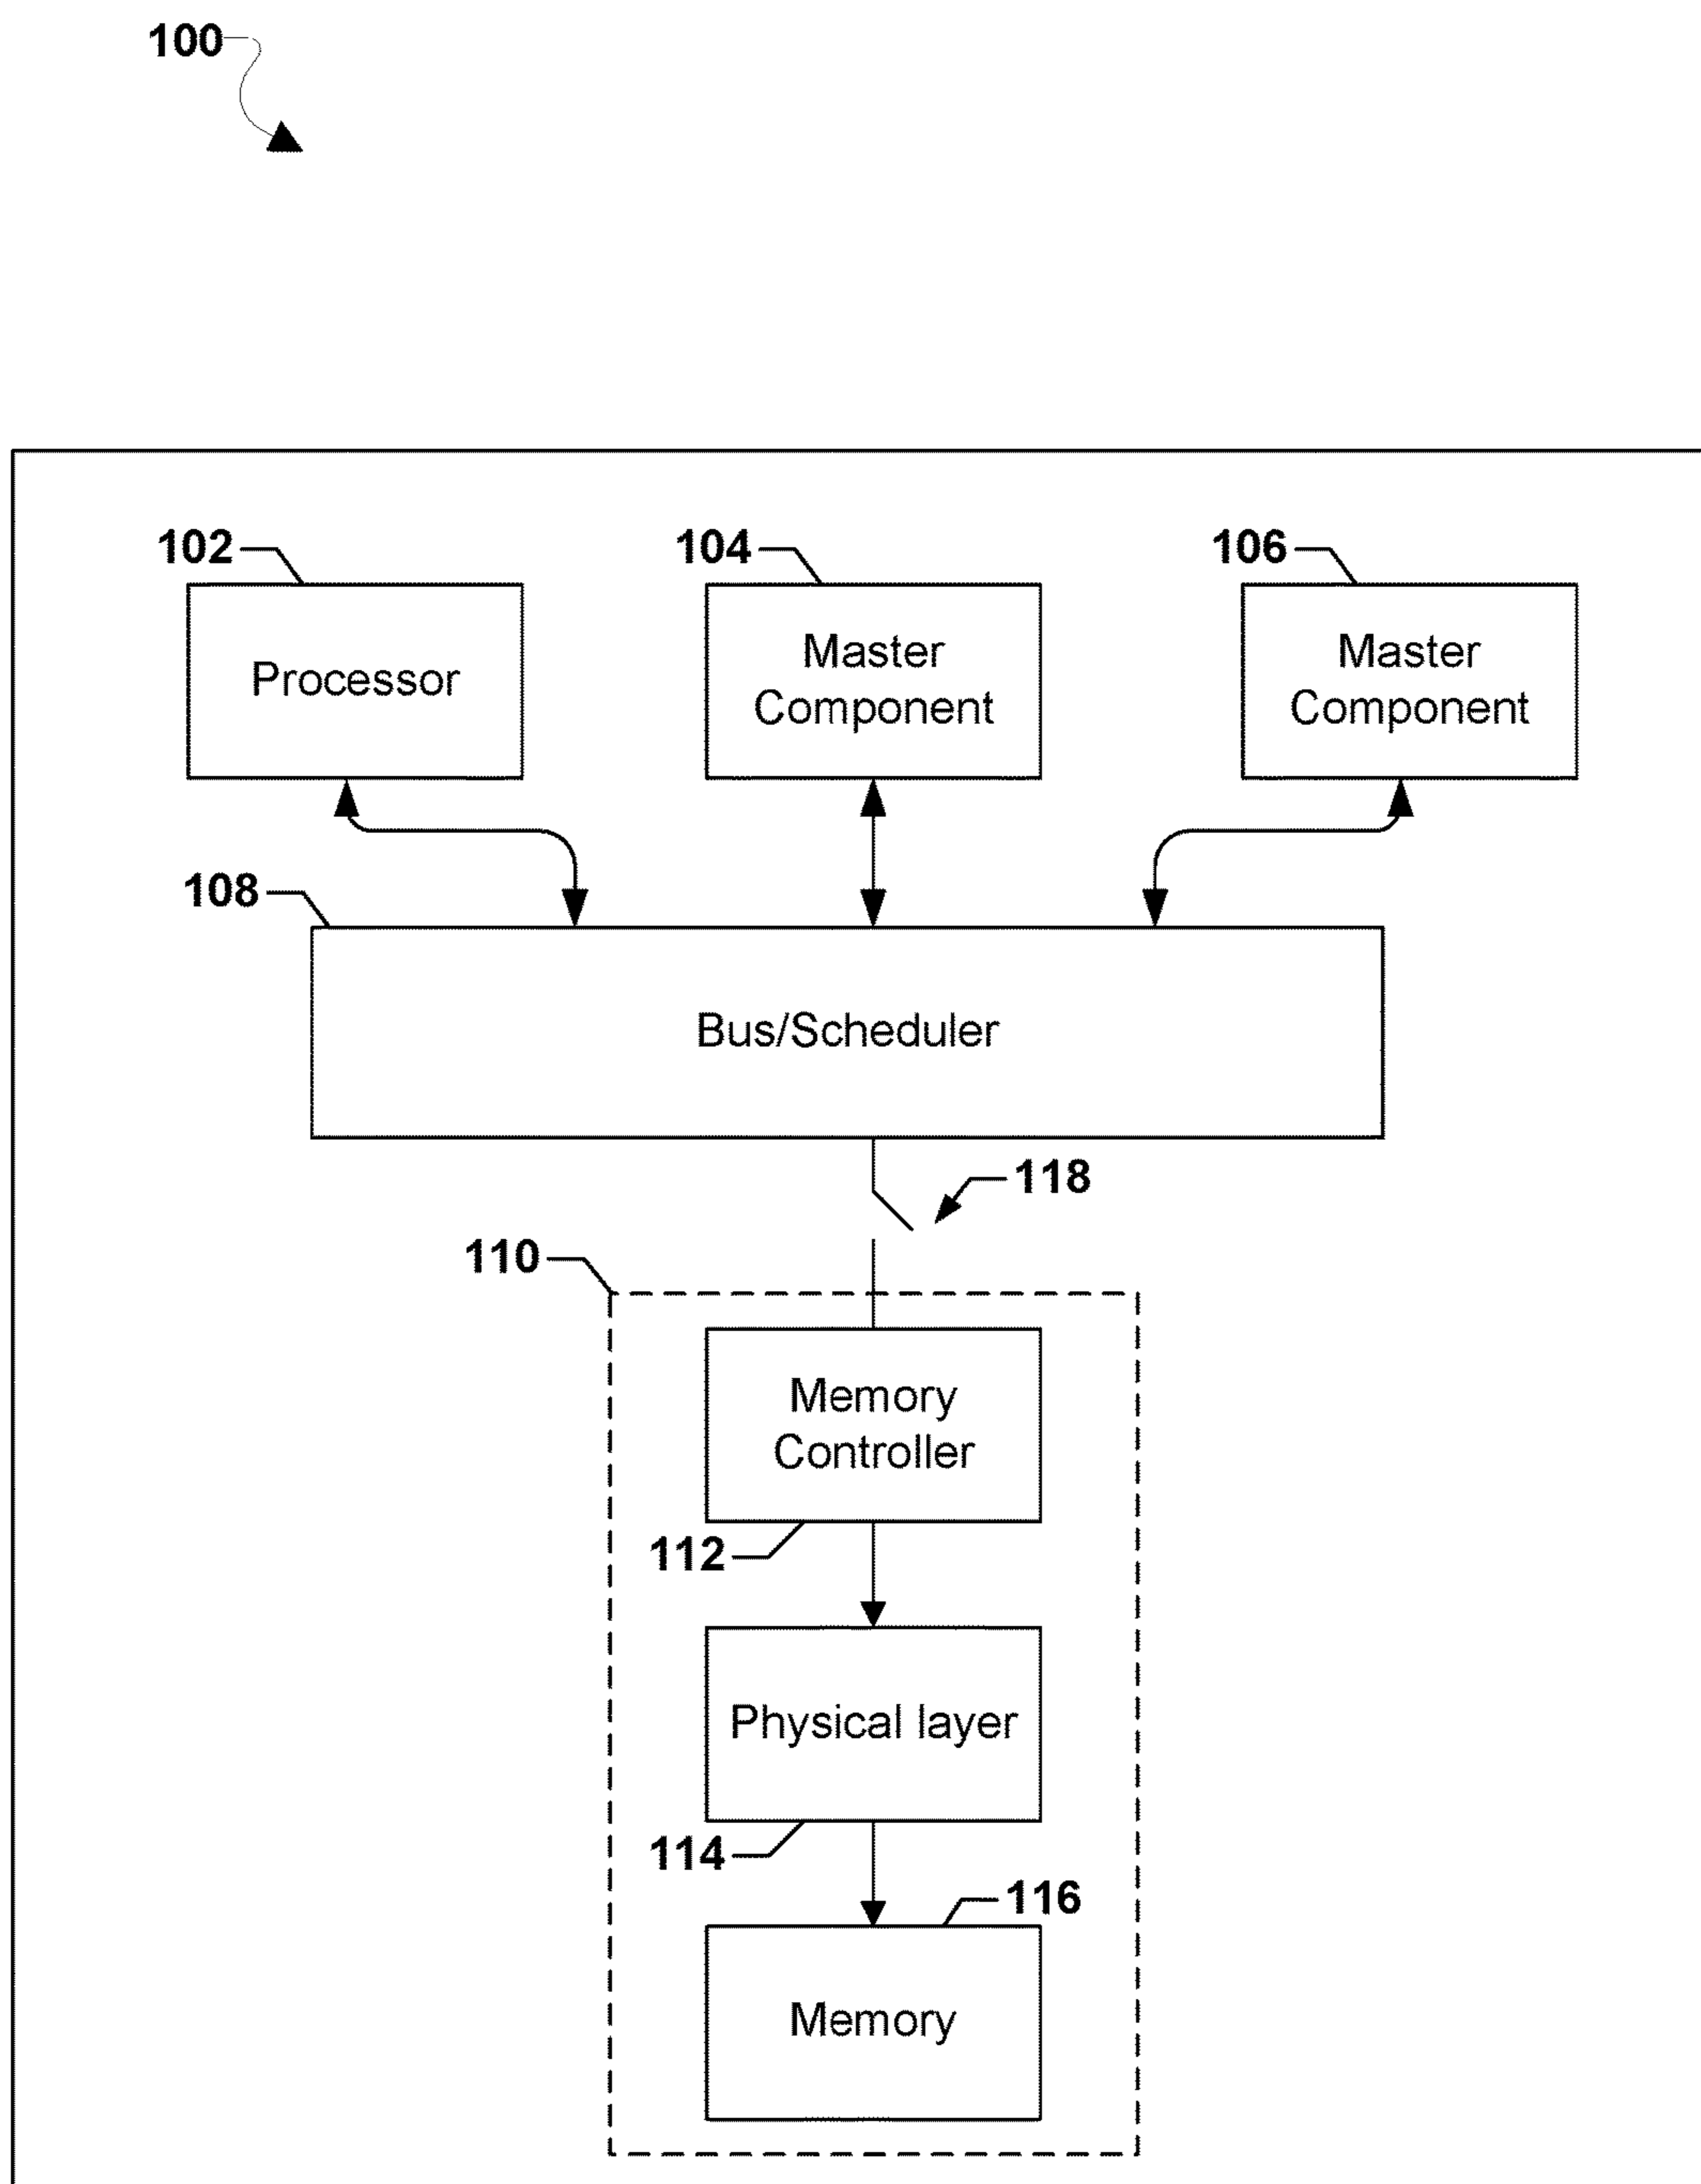 100
102
104
106
Processor
Master
Component
Master
Component
108
Bus/Scheduler
118
110
Memory
Controller
112
Physical layer
114
116
Memory